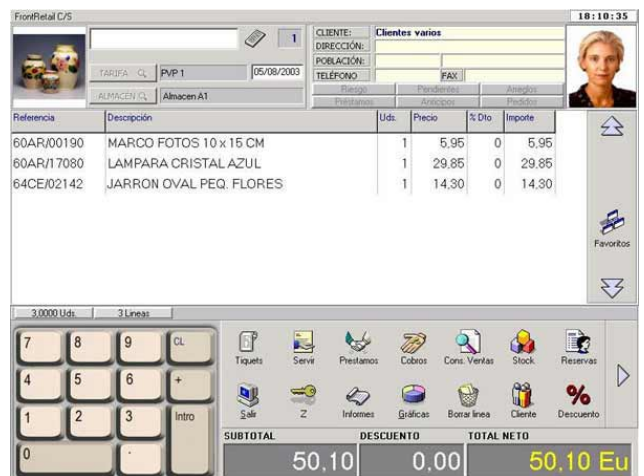 FrontRetail C/S
18:10:35
1
CLIENTE: Clientes varios
DIRECCIÓN:
POBLACIÓN:
TELÉFONO FAX
TARIFA PVP 1 05/08/2003
ALMACEN Almacen A1
Riesgo Pendientes Arreglos
Préstamos Anticipos Pedidos
Referencia Descripción Uds. Precio % Dto Importe
60AR/00190 MARCO FOTOS 10 x 15 CM 1 5,95 0 5,95
60AR/17080 LAMPARA CRISTAL AZUL 1 29,85 0 29,85
64CE/02142 JARRON OVAL PEQ. FLORES 1 14,30 0 14,30
Favoritos
3,0000 Uds. 3 Lineas
7 8 9 CL
4 5 6 +
1 2 3 Intro
0 .
Tiquets Servir Prestamos Cobros Cons. Ventas Stock Reservas
Salir Z Informes Gráficas Borrar linea Cliente Descuento
SUBTOTAL DESCUENTO TOTAL NETO
50,10 0,00 50,10 Eu